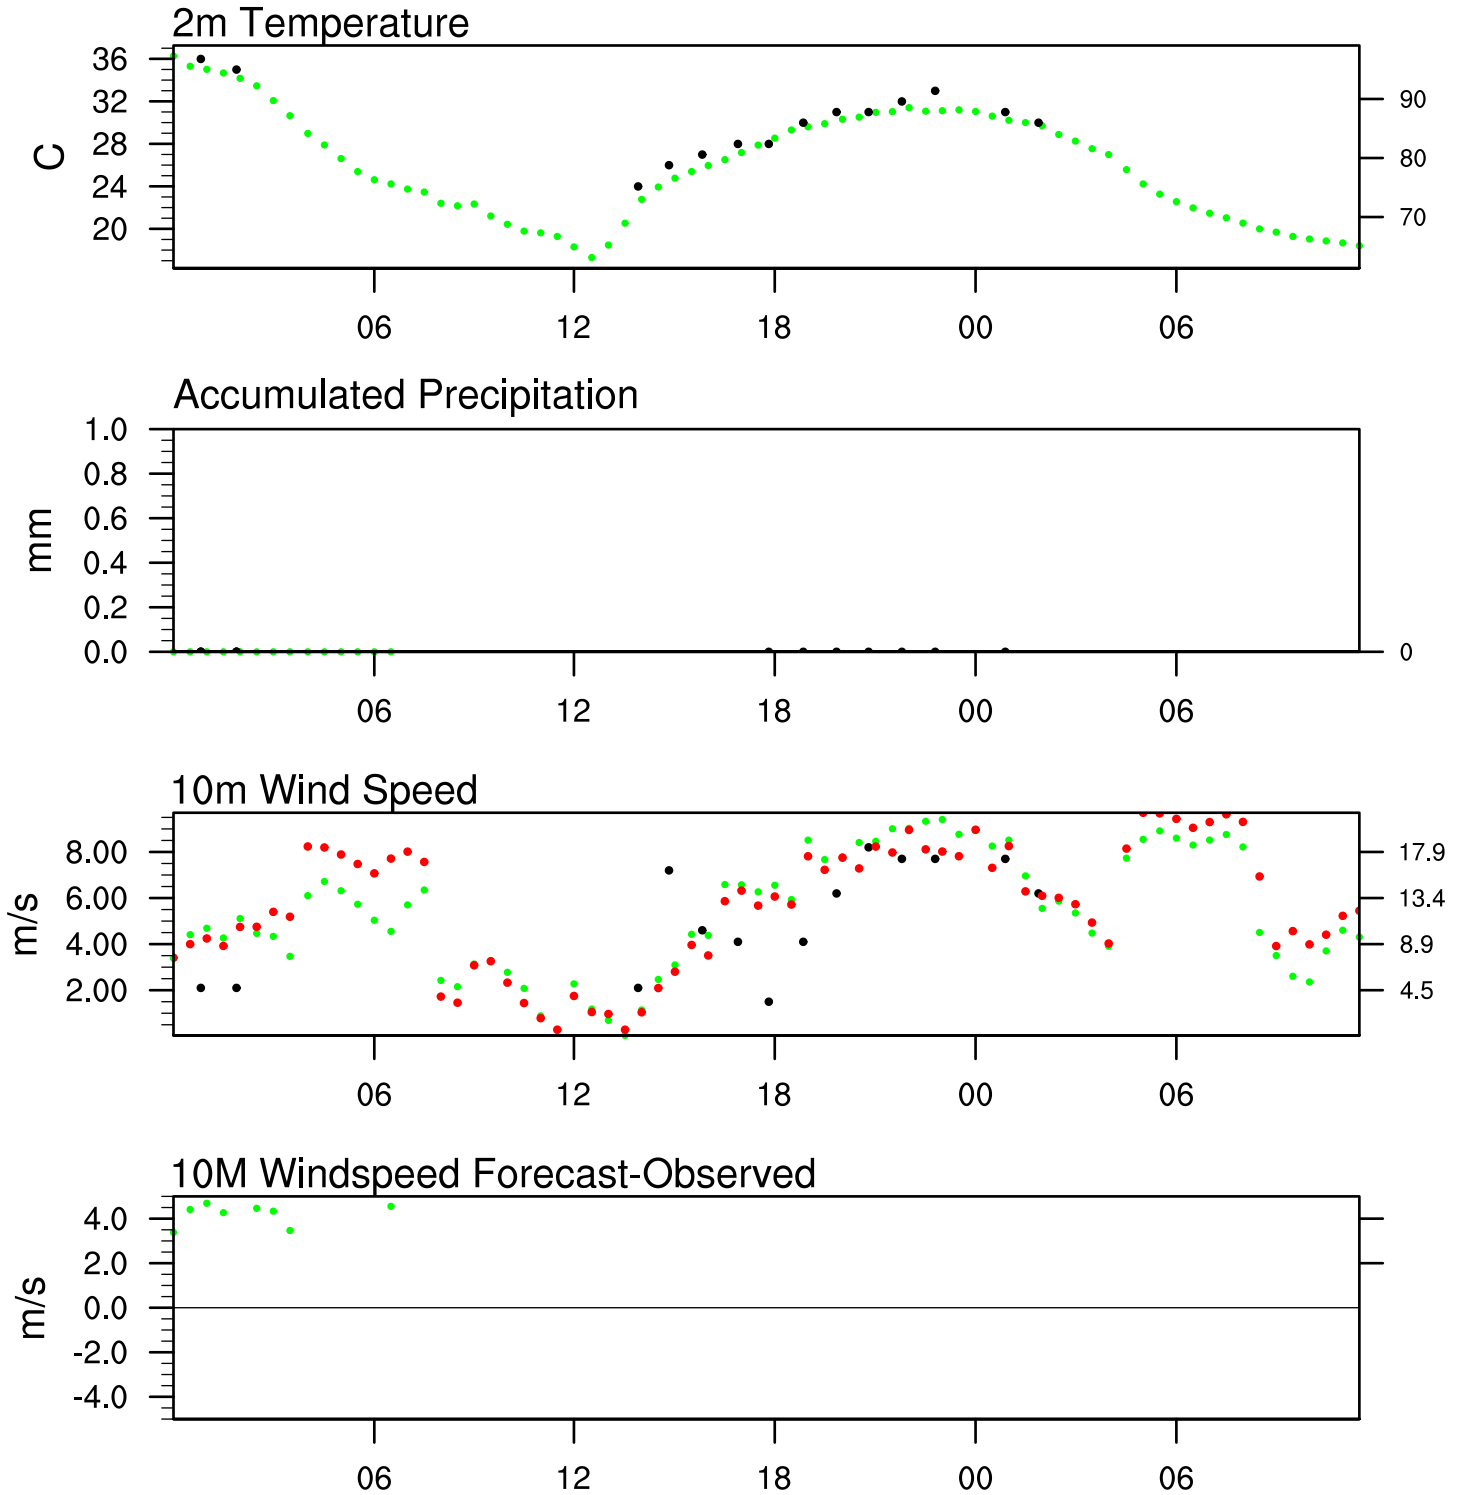 2m Temperature
36
32
28
24
20
C
90
80
70
06 12 18 00 06
Accumulated Precipitation
1.0
0.8
0.6
0.4
0.2
0.0
mm
0
06 12 18 00 06
10m Wind Speed
8.00
6.00
4.00
2.00
m/s
17.9
13.4
8.9
4.5
06 12 18 00 06
10M Windspeed Forecast-Observed
4.0
2.0
0.0
-2.0
-4.0
m/s
06 12 18 00 06